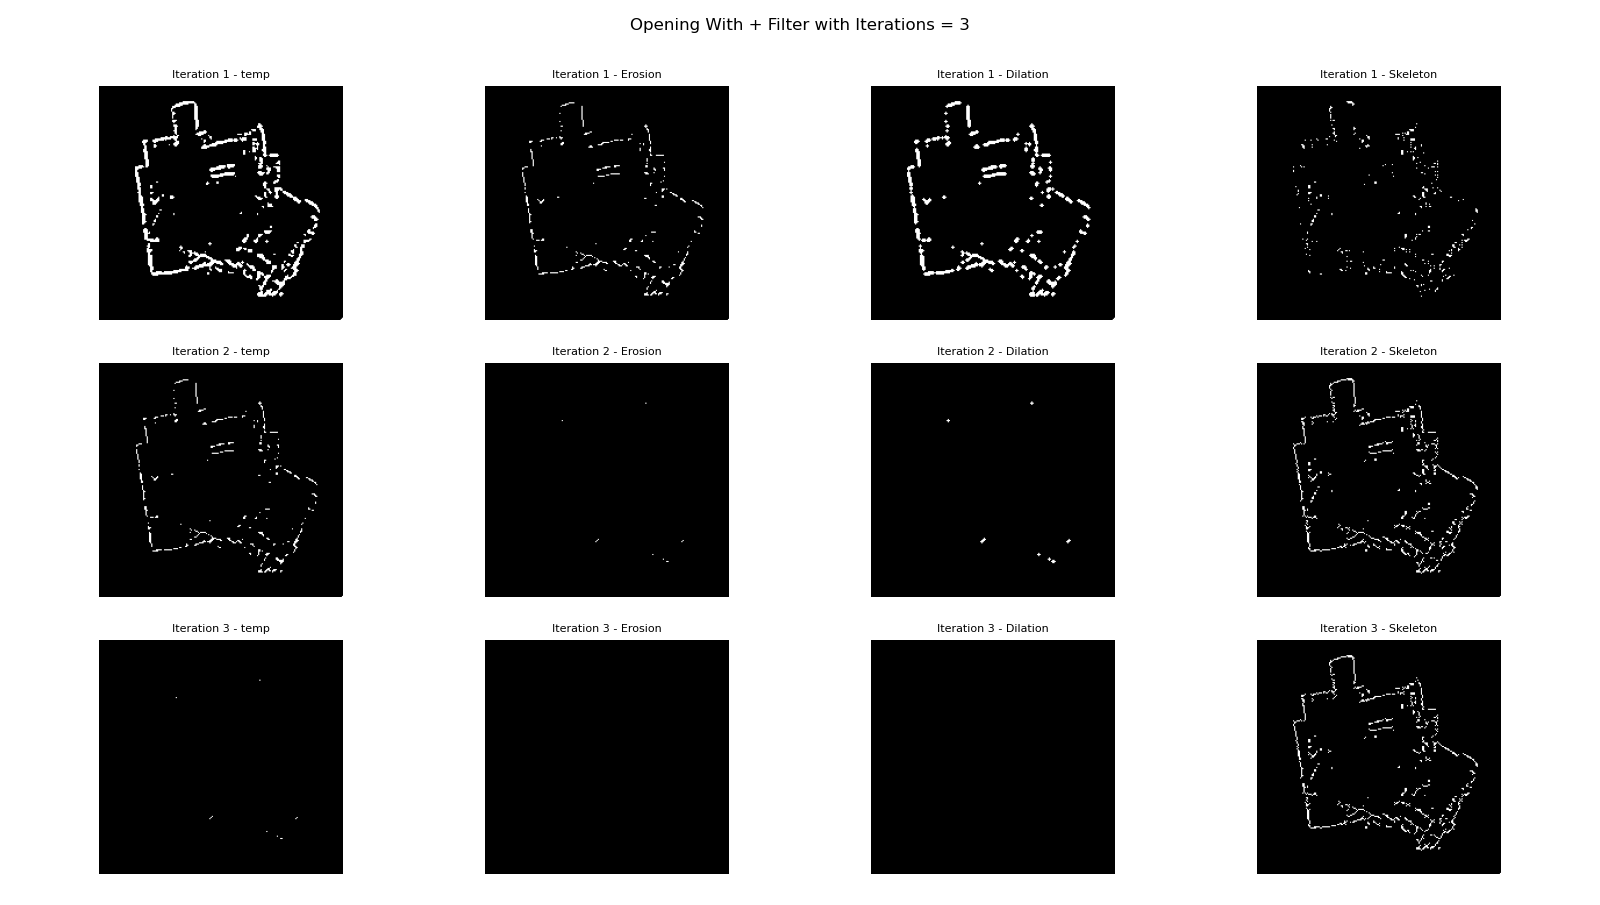 Opening With + Filter with Iterations = 3
Iteration 1 - temp
Iteration 1 - Erosion
Iteration 1 - Dilation
Iteration 1 - Skeleton
Iteration 2 - temp
Iteration 2 - Erosion
Iteration 2 - Dilation
Iteration 2 - Skeleton
Iteration 3 - temp
Iteration 3 - Erosion
Iteration 3 - Dilation
Iteration 3 - Skeleton